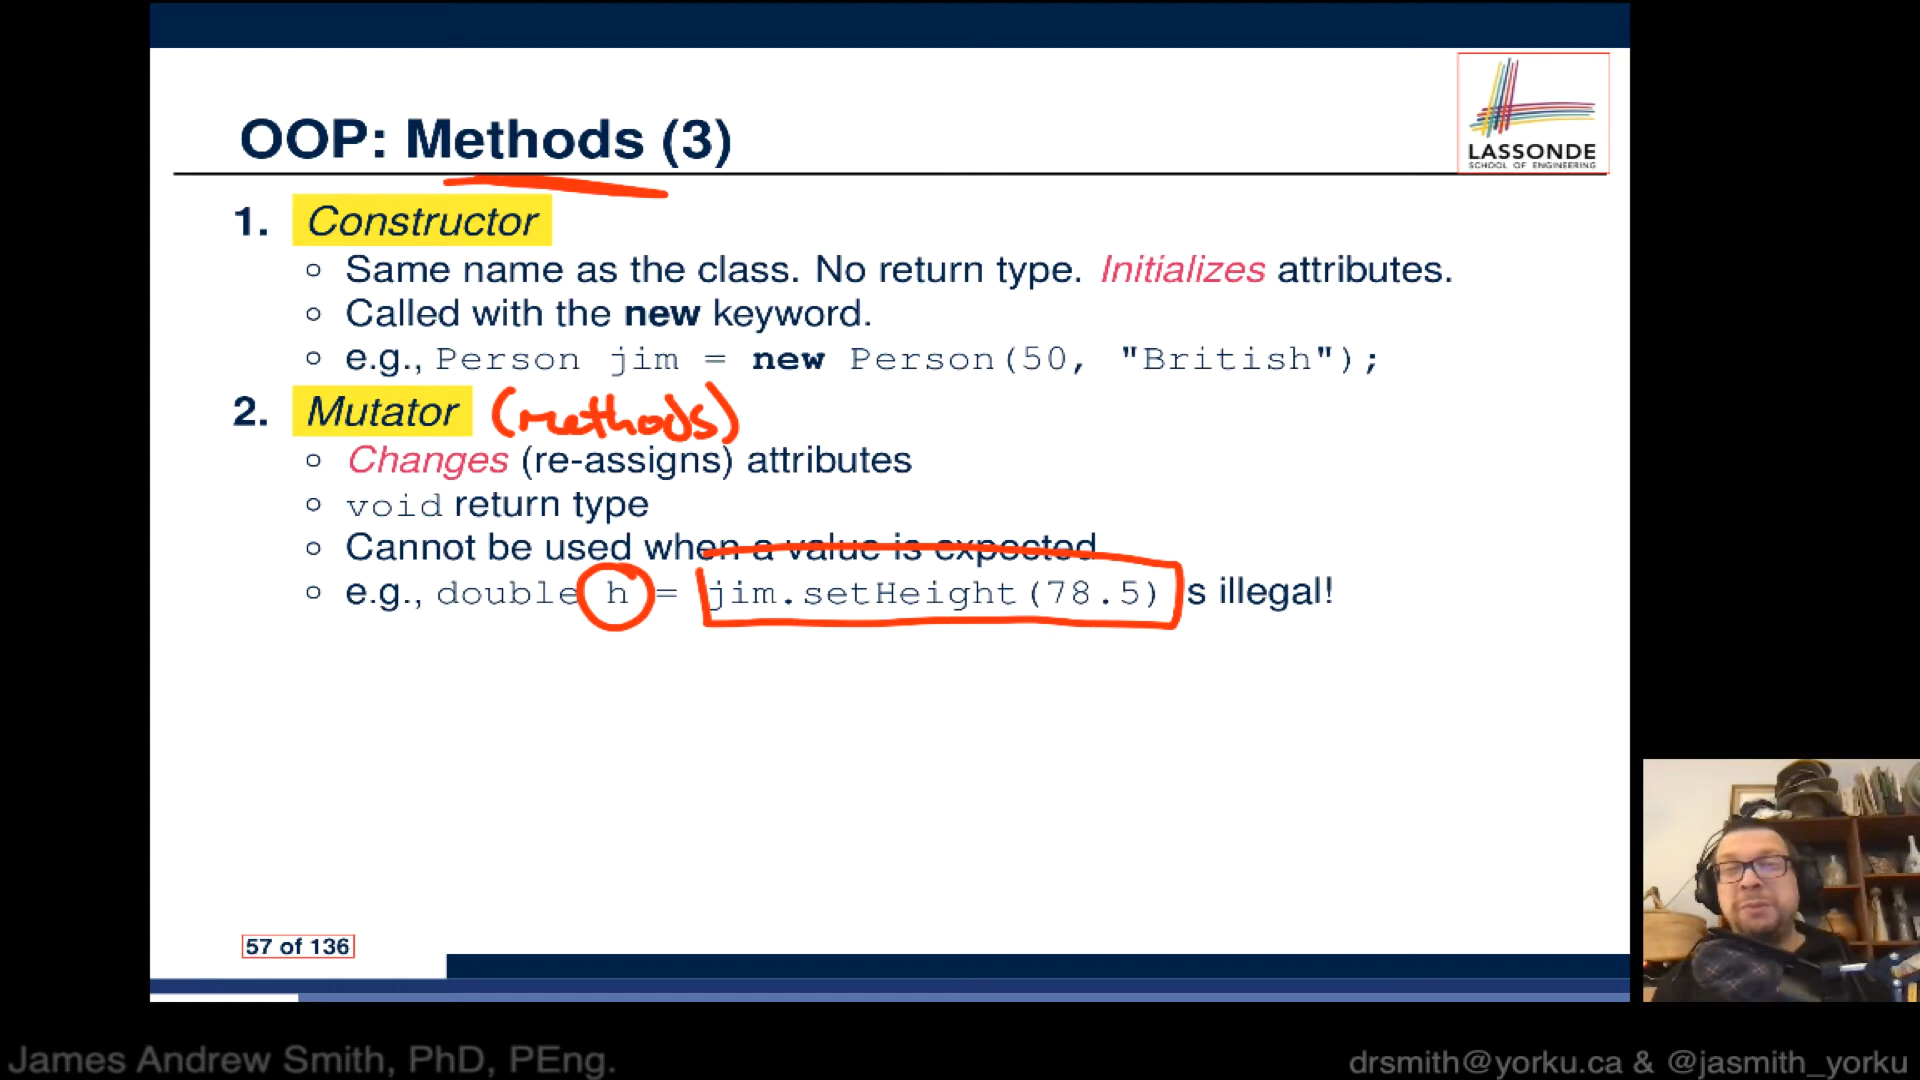 LASSONDE
SCHOOL OF ENGINEERING
OOP: Methods (3)
1. Constructor
○ Same name as the class. No return type. Initializes attributes.
○ Called with the new keyword.
○ e.g., Person jim = new Person(50, "British");
2. Mutator (methods)
○ Changes (re-assigns) attributes
○ void return type
○ Cannot be used when a value is expected
○ e.g., double h = jim.setHeight(78.5) s illegal!
57 of 136
James Andrew Smith, PhD, PEng.
drsmith@yorku.ca & @jasmith_yorku